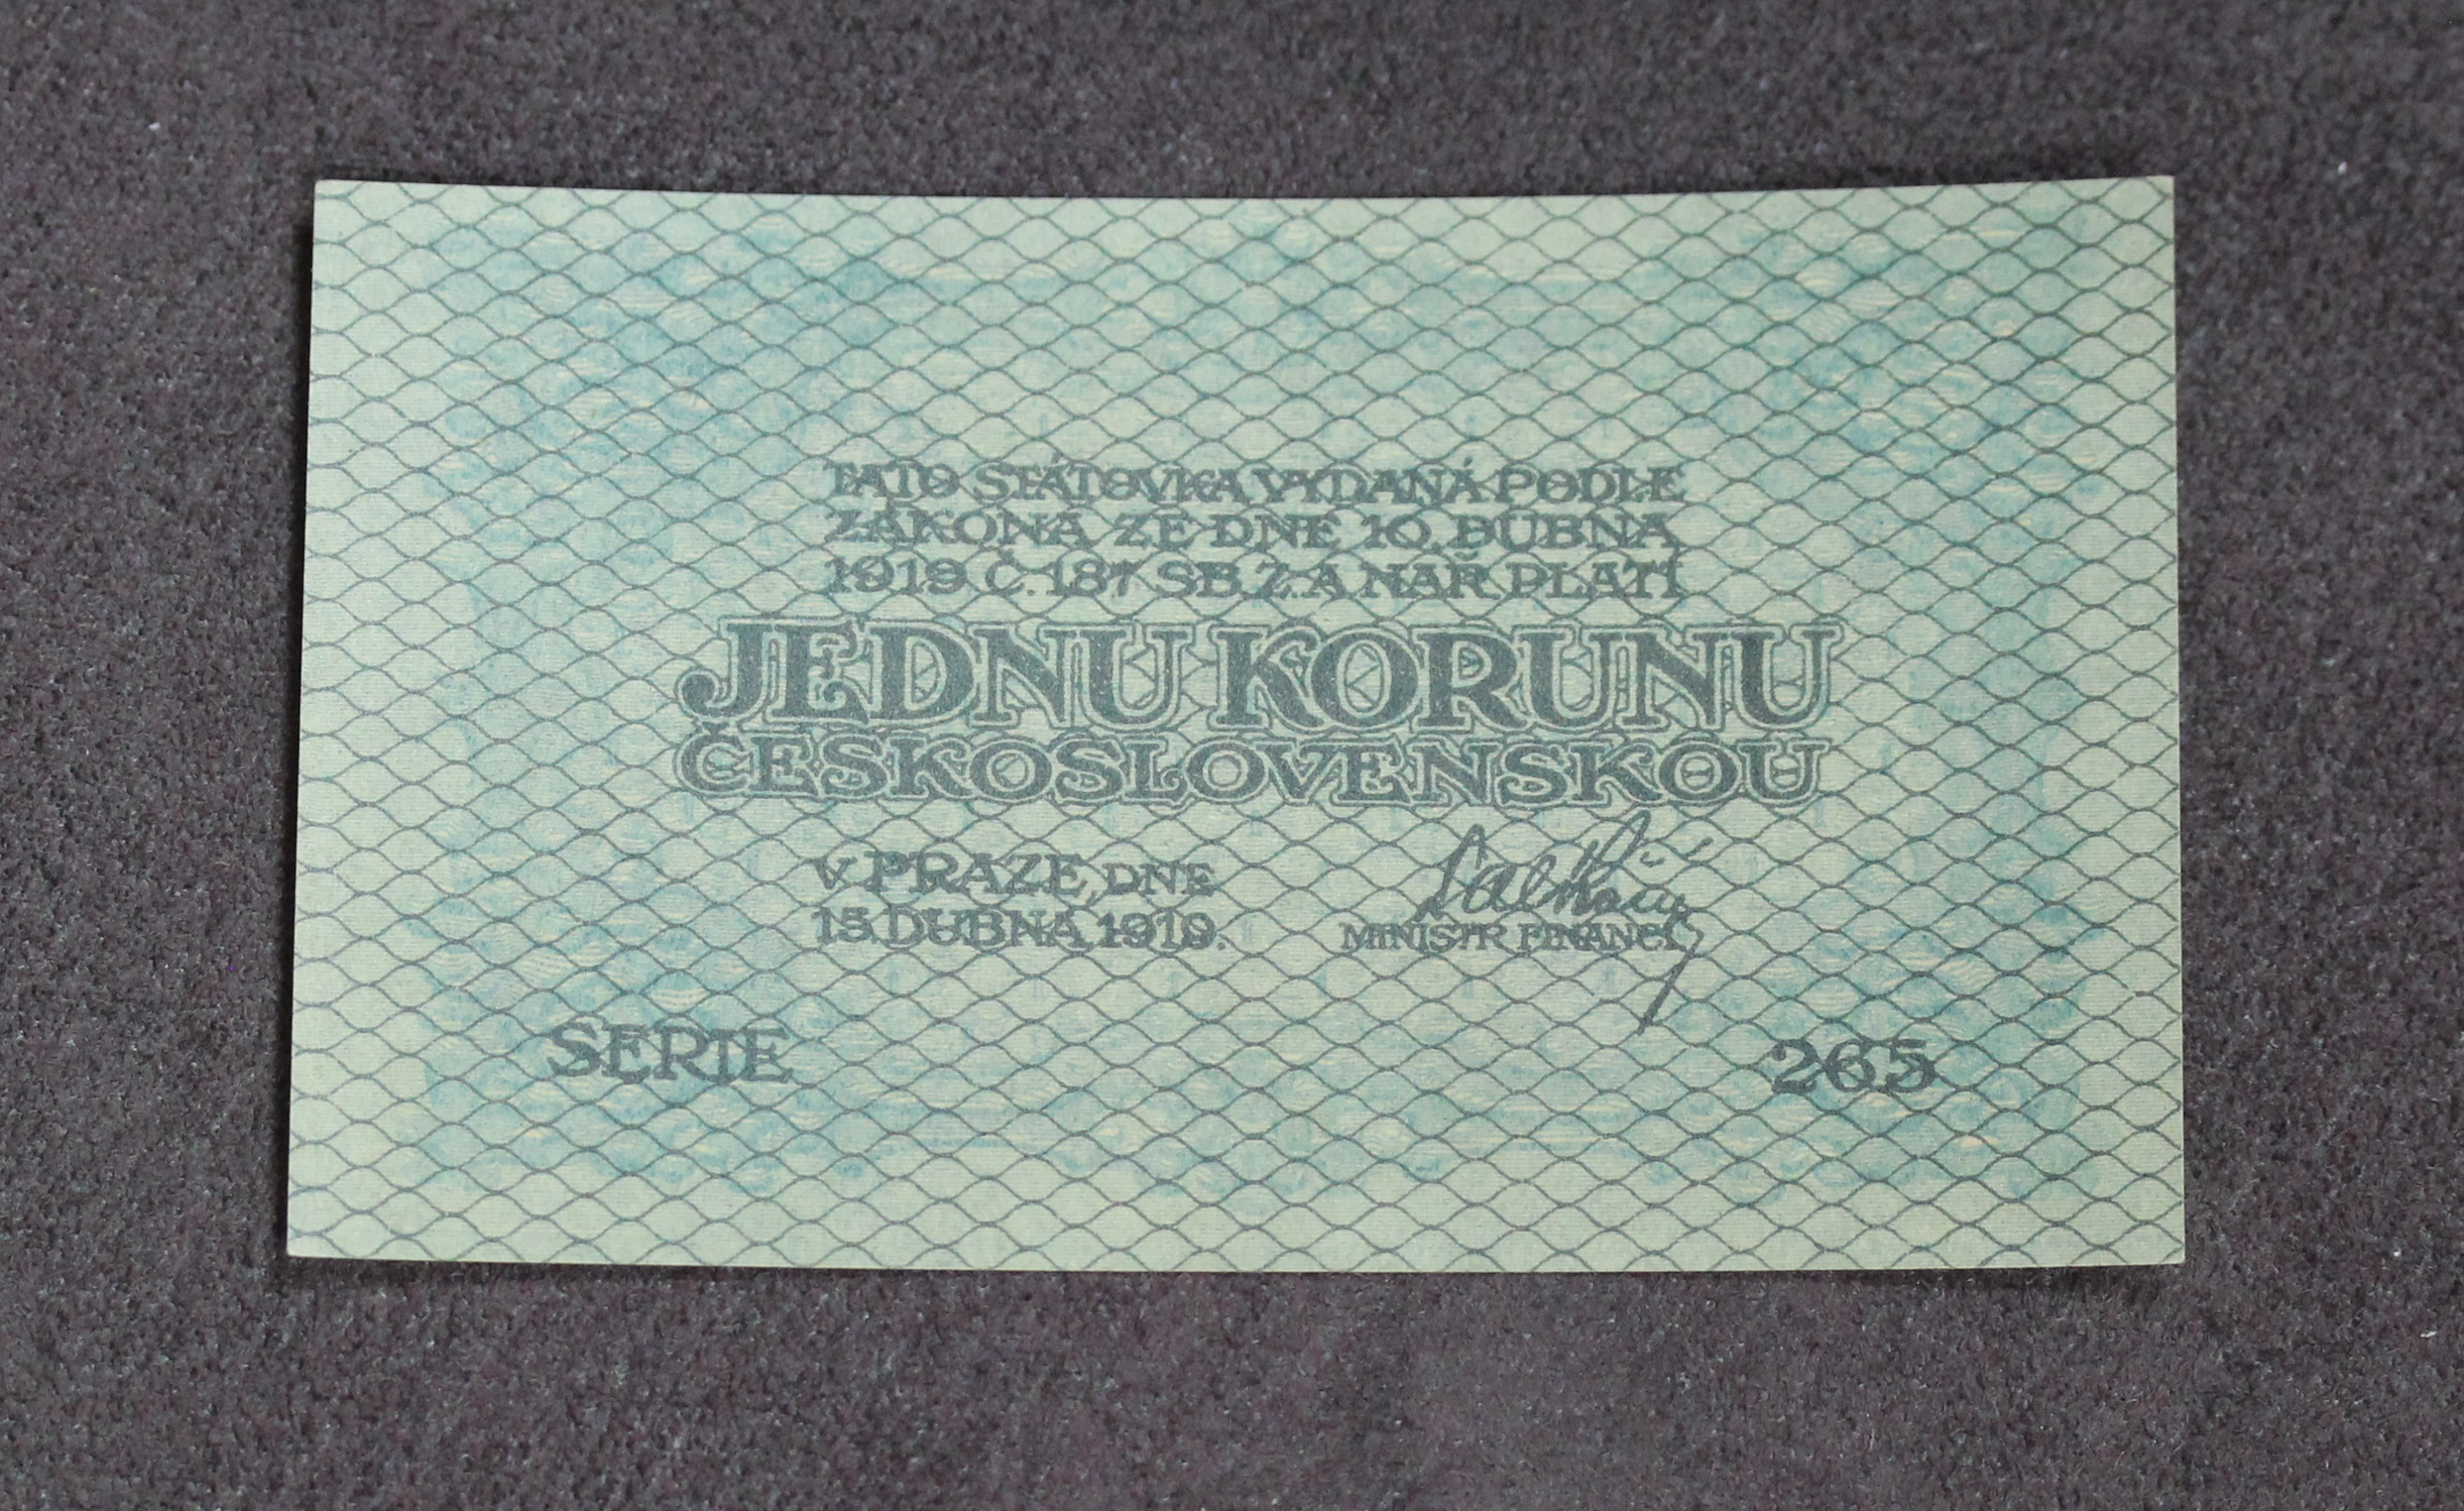 TATO STÁTOVKA VYDANÁ PODLE
ZÁKONA ZE DNE 10. DUBNA
1919 Č. 187 SB. Z. A NAŘ. PLATÍ
JEDNU KORUNU
ČESKOSLOVENSKOU
V PRAZE, DNE
15. DUBNA 1919.
MINISTR FINANCÍ
SERIE
265